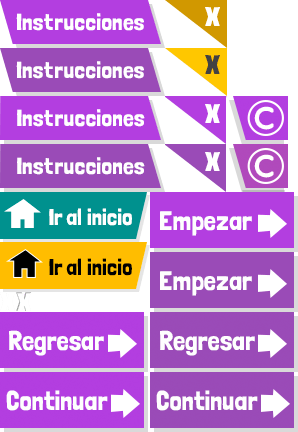 Instrucciones X
Instrucciones X
Instrucciones X ©
Instrucciones X ©
Ir al inicio
Empezar
Ir al inicio
Empezar
X
Regresar
Regresar
Continuar
Continuar